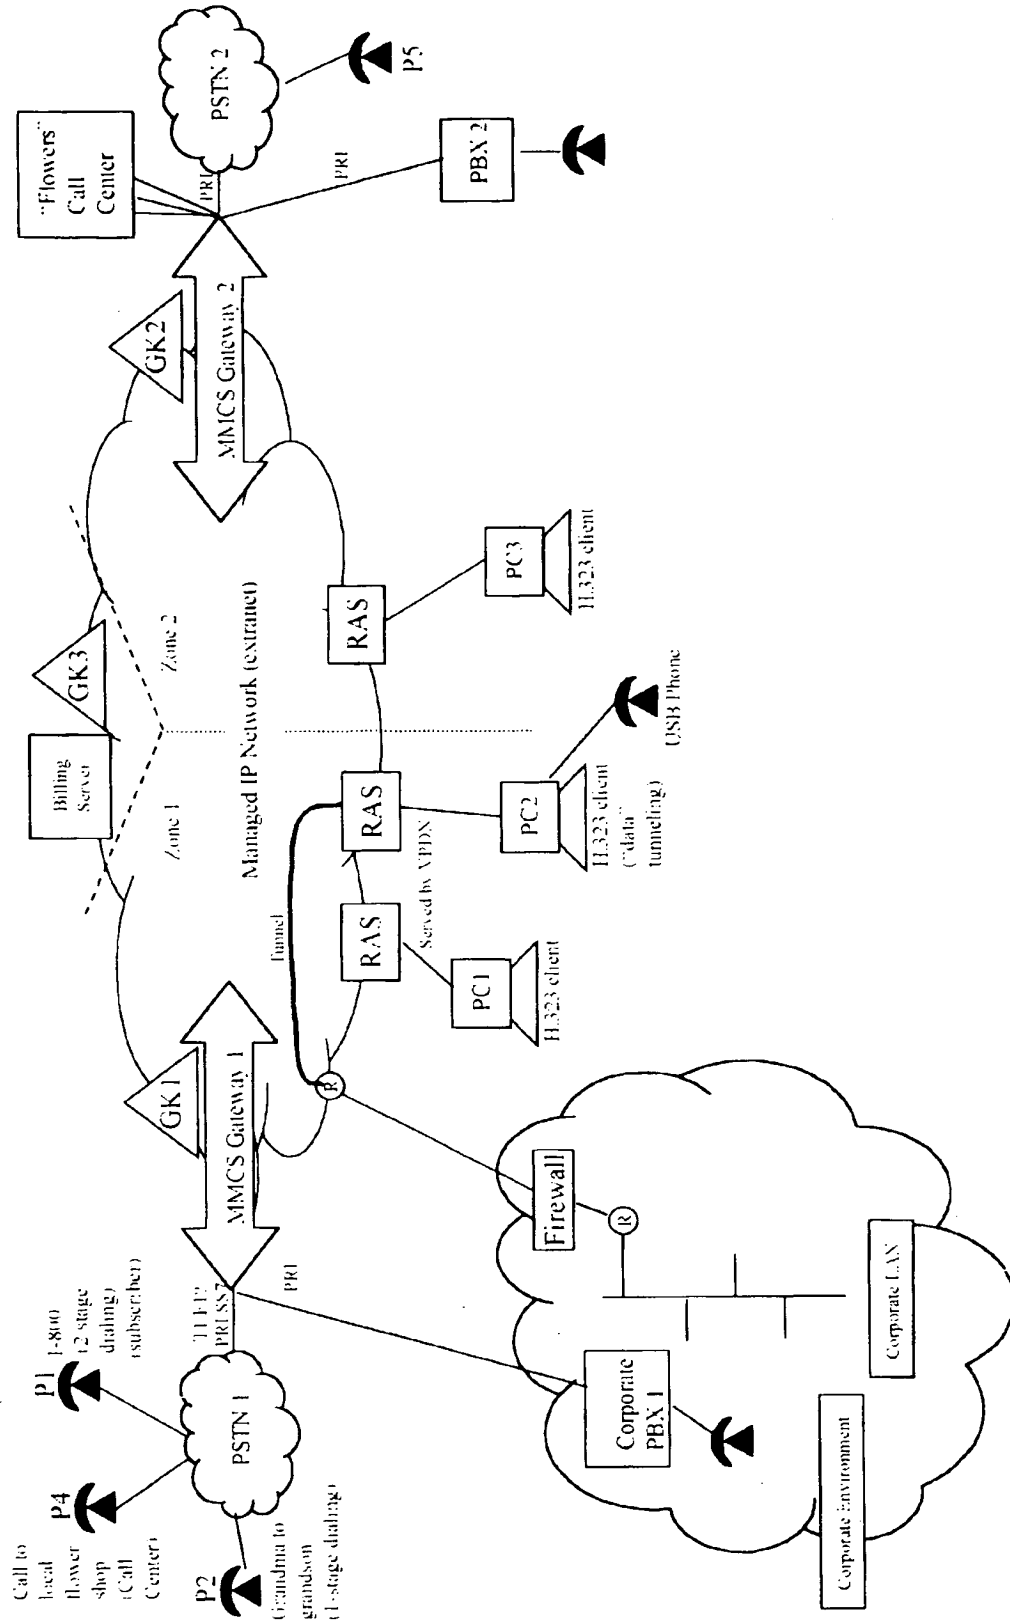 Call to
local
flower
shop
(Call
Center)
P4
P1
1-800
(2 stage
dialing)
(subscriber)
P2
Grandma to
grandson
(1-stage dialing)
PSTN 1
PRI SS7
PRI
GK1
MMCS Gateway 1
Billing
Server
GK3
Zone 1
Zone 2
Managed IP Network (extranet)
GK2
MMCS Gateway 2
"Flowers"
Call
Center
PRI
PSTN 2
P5
PRI
PBX 2
Tunnel
R
RAS
RAS
RAS
Served by VPDN
PC1
H.323 client
PC2
H.323 client
("data"
tunneling)
USB Phone
PC3
H.323 client
Firewall
R
Corporate
PBX 1
Corporate LAN
Corporate Environment